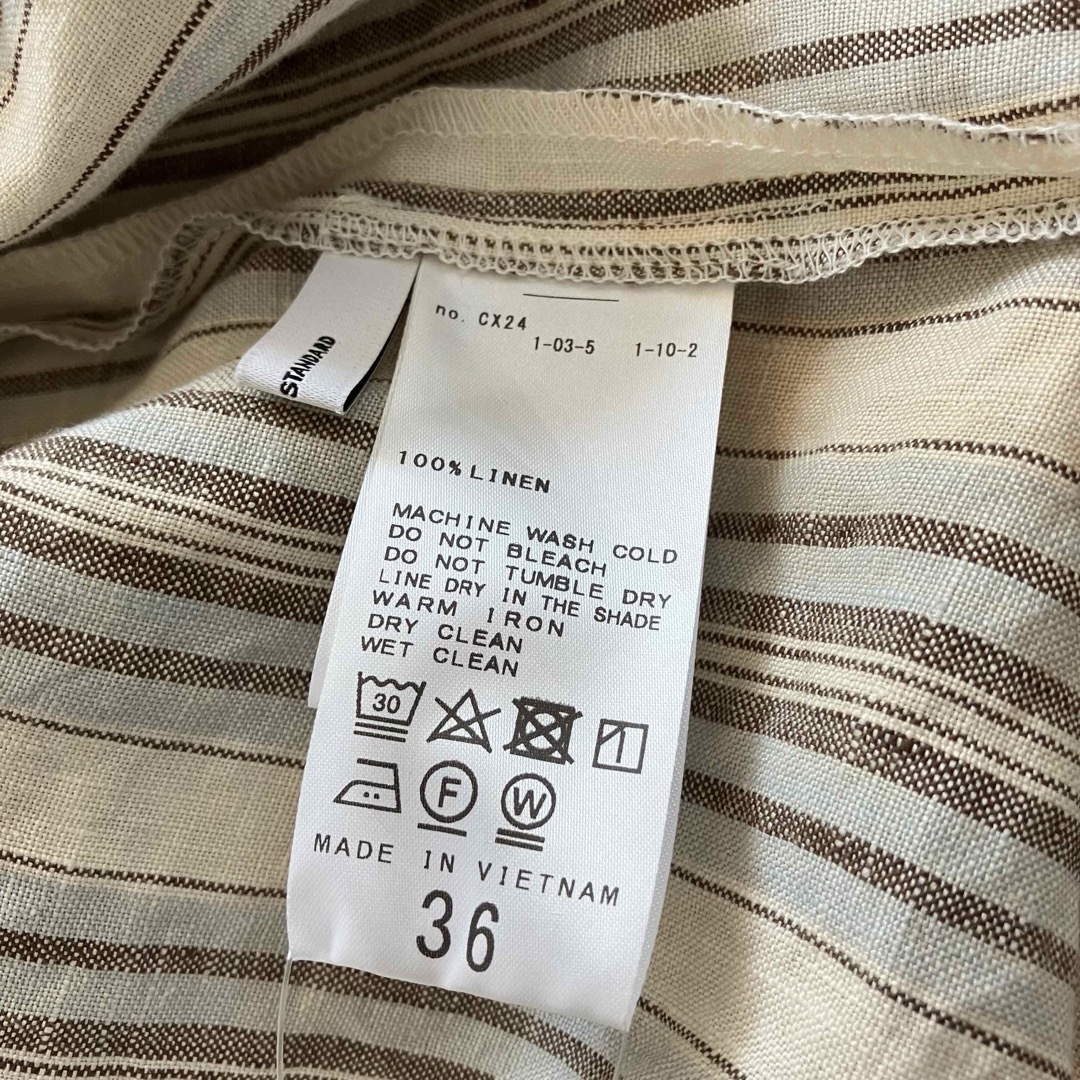 STANDARD
no. CX24
1-03-5 1-10-2
100% LINEN
MACHINE WASH COLD
DO NOT BLEACH
DO NOT TUMBLE DRY
LINE DRY IN THE SHADE
WARM IRON
DRY CLEAN
WET CLEAN
30
F W
MADE IN VIETNAM
36